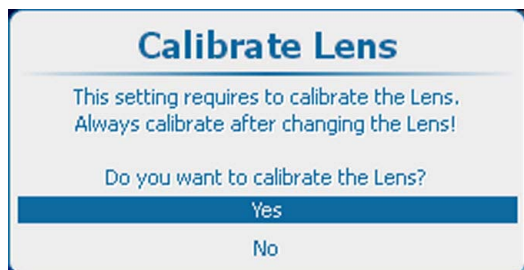 Calibrate Lens
This setting requires to calibrate the Lens.
Always calibrate after changing the Lens!
Do you want to calibrate the Lens?
Yes
No